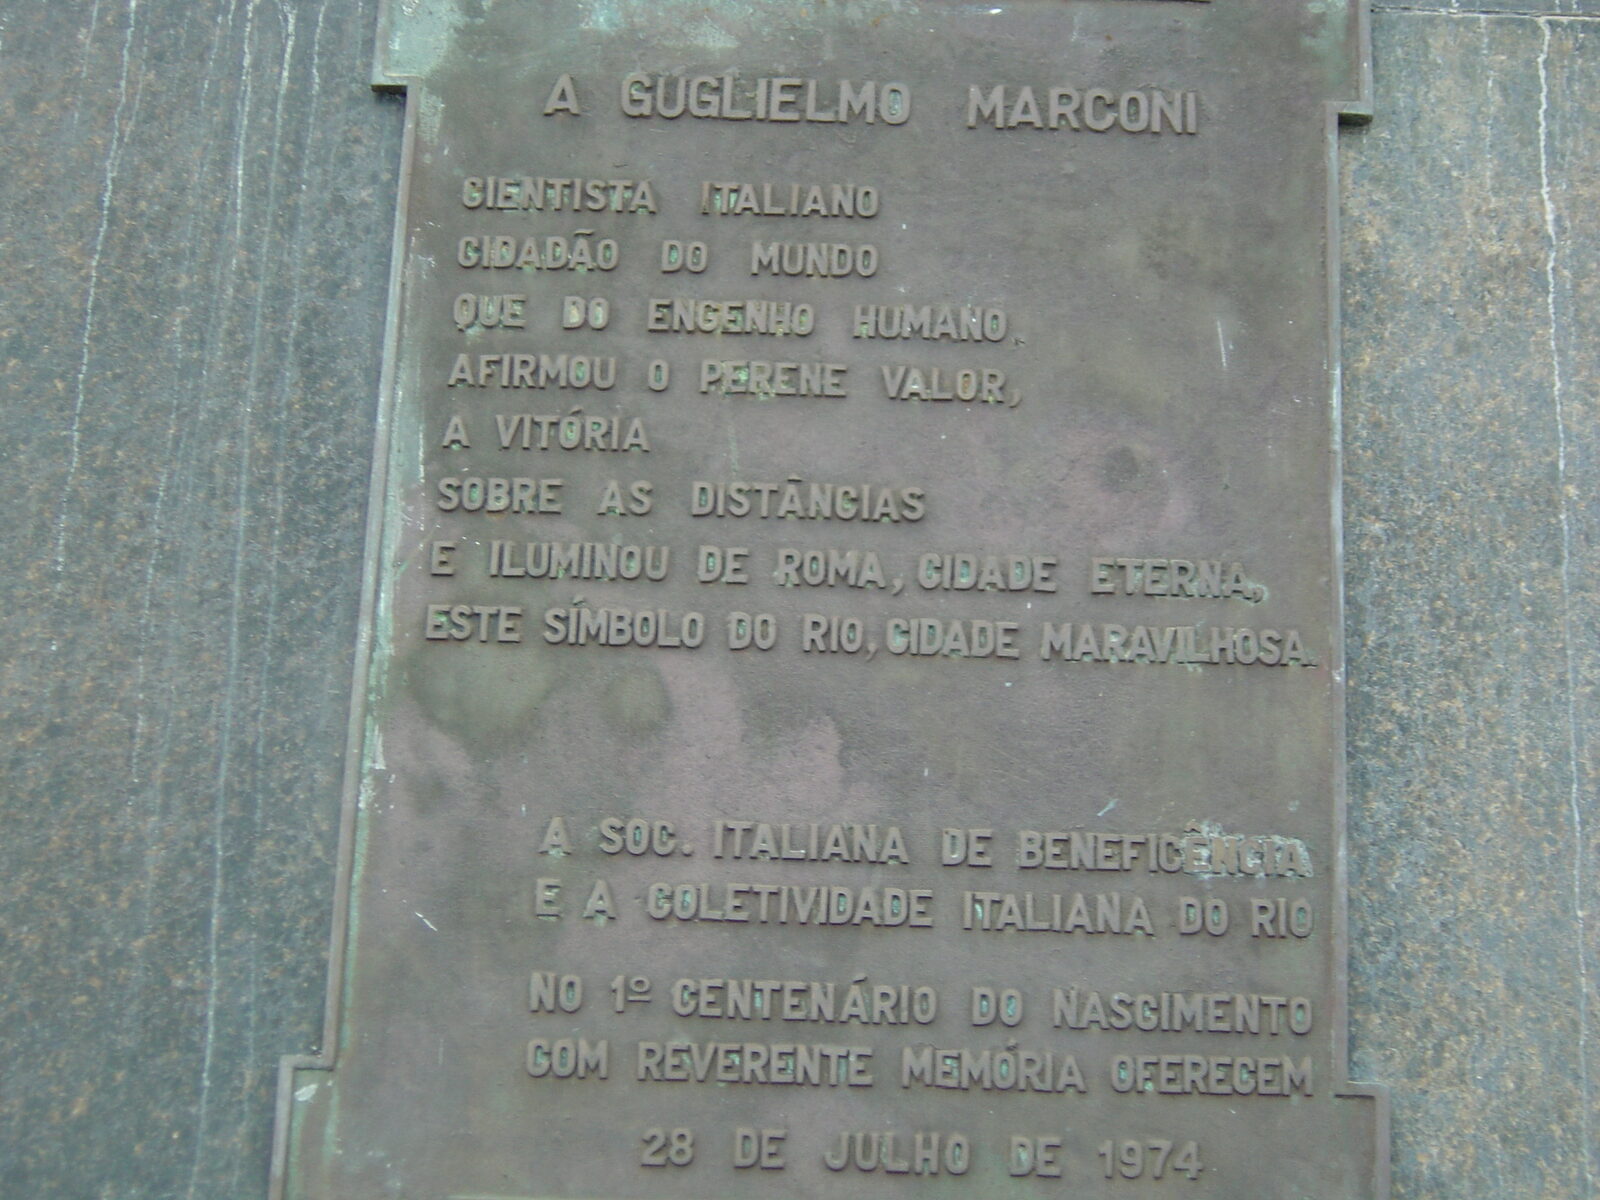 A GUGLIELMO MARCONI
CIENTISTA ITALIANO
CIDADÃO DO MUNDO
QUE DO ENGENHO HUMANO,
AFIRMOU O PERENE VALOR,
A VITÓRIA
SOBRE AS DISTÂNCIAS
E ILUMINOU DE ROMA, CIDADE ETERNA,
ESTE SÍMBOLO DO RIO, CIDADE MARAVILHOSA.
A SOC. ITALIANA DE BENEFICÊNCIA
E A COLETIVIDADE ITALIANA DO RIO
NO 1º CENTENÁRIO DO NASCIMENTO
COM REVERENTE MEMÓRIA OFERECEM
28 DE JULHO DE 1974